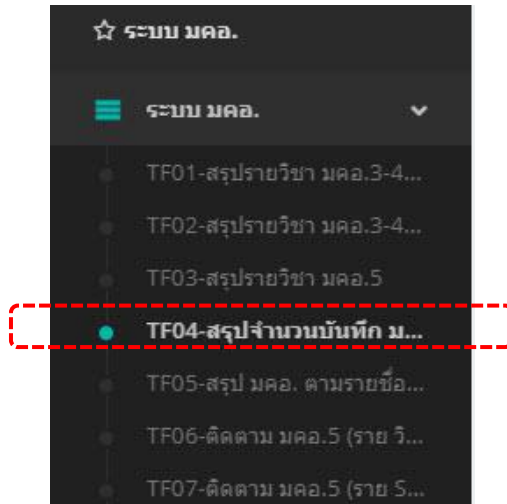 ☆ ระบบ มคอ.
ระบบ มคอ.
TF01-สรุปรายวิชา มคอ.3-4...
TF02-สรุปรายวิชา มคอ.3-4...
TF03-สรุปรายวิชา มคอ.5
TF04-สรุปจำนวนบันทึก ม...
TF05-สรุป มคอ. ตามรายชื่อ...
TF06-ติดตาม มคอ.5 (ราย วิ...
TF07-ติดตาม มคอ.5 (ราย S...